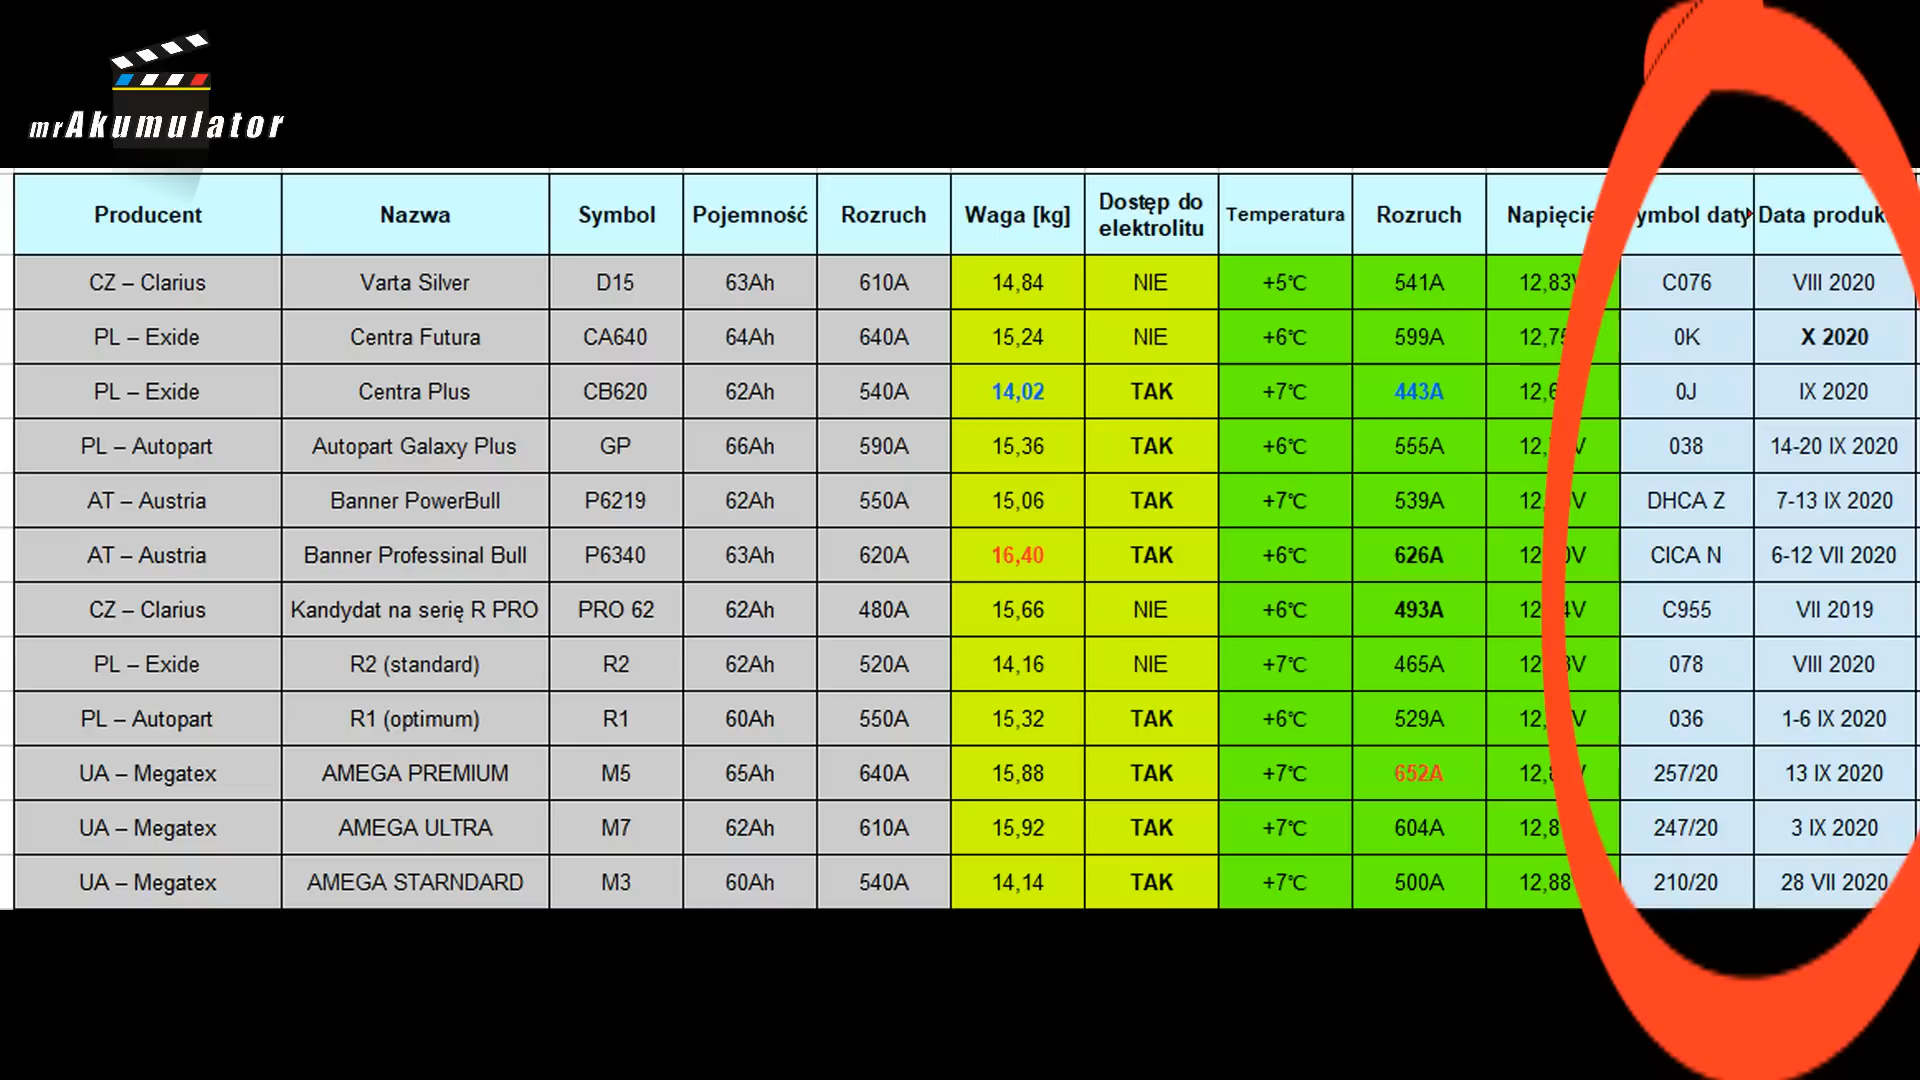 mrAkumulator
Producent Nazwa Symbol Pojemność Rozruch Waga [kg] Dostęp do elektrolitu Temperatura Rozruch Napięcie ymbol daty Data produk
CZ – Clarius Varta Silver D15 63Ah 610A 14,84 NIE +5℃ 541A 12,83V C076 VIII 2020
PL – Exide Centra Futura CA640 64Ah 640A 15,24 NIE +6℃ 599A 12,75 0K X 2020
PL – Exide Centra Plus CB620 62Ah 540A 14,02 TAK +7℃ 443A 12,6 0J IX 2020
PL – Autopart Autopart Galaxy Plus GP 66Ah 590A 15,36 TAK +6℃ 555A 038 14-20 IX 2020
AT – Austria Banner PowerBull P6219 62Ah 550A 15,06 TAK +7℃ 539A DHCA Z 7-13 IX 2020
AT – Austria Banner Professinal Bull P6340 63Ah 620A 16,40 TAK +6℃ 626A CICA N 6-12 VII 2020
CZ – Clarius Kandydat na serię R PRO PRO 62 62Ah 480A 15,66 NIE +6℃ 493A C955 VII 2019
PL – Exide R2 (standard) R2 62Ah 520A 14,16 NIE +7℃ 465A 078 VIII 2020
PL – Autopart R1 (optimum) R1 60Ah 550A 15,32 TAK +6℃ 529A 036 1-6 IX 2020
UA – Megatex AMEGA PREMIUM M5 65Ah 640A 15,88 TAK +7℃ 652A 257/20 13 IX 2020
UA – Megatex AMEGA ULTRA M7 62Ah 610A 15,92 TAK +7℃ 604A 12,8 247/20 3 IX 2020
UA – Megatex AMEGA STARNDARD M3 60Ah 540A 14,14 TAK +7℃ 500A 12,88 210/20 28 VII 2020